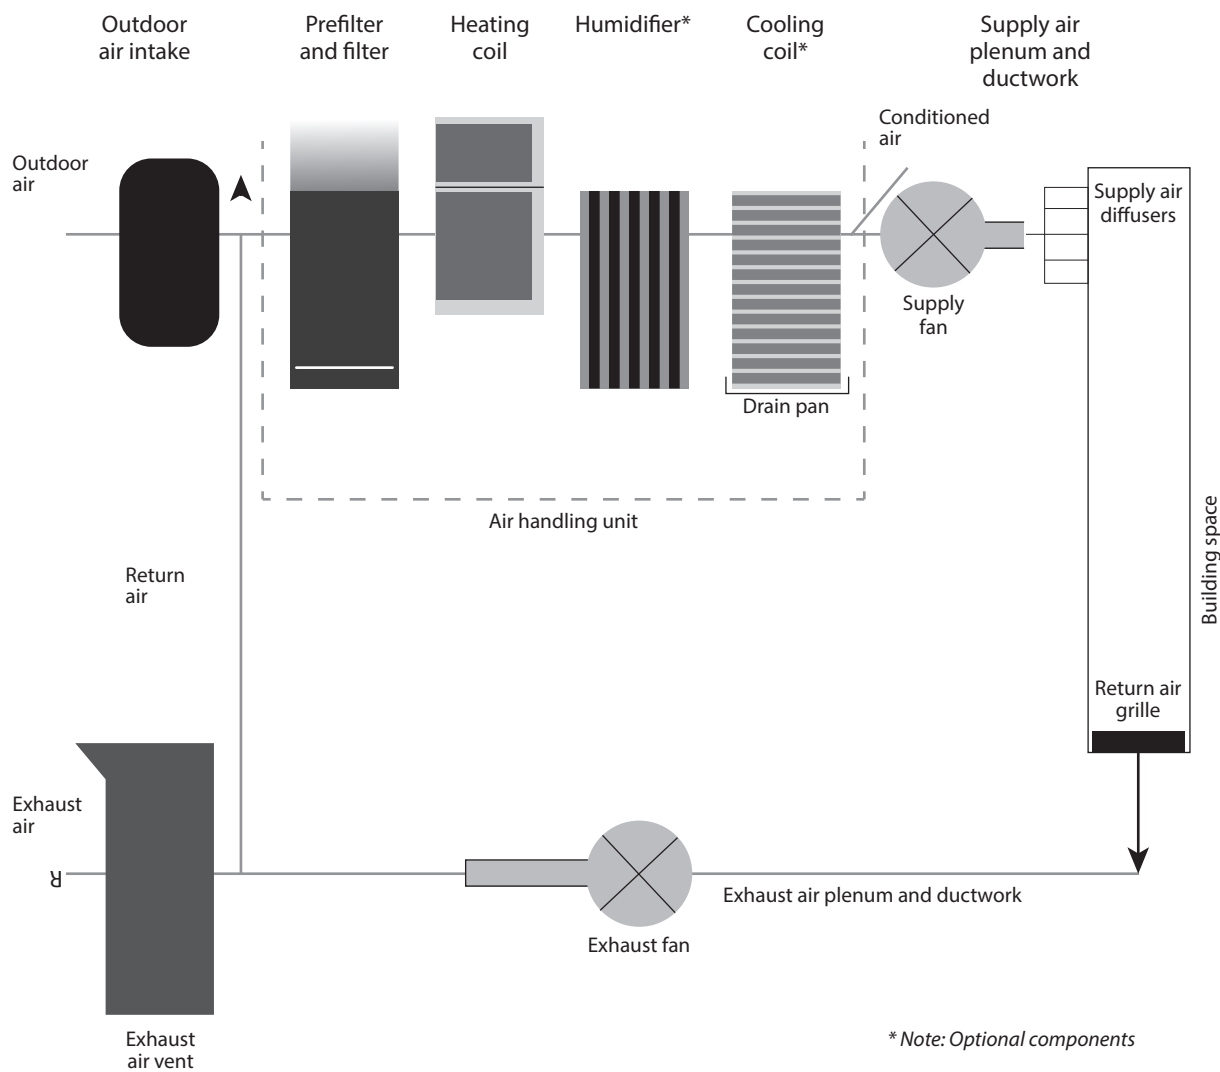 Outdoor
air intake
Prefilter
and filter
Heating
coil
Humidifier*
Cooling
coil*
Supply air
plenum and
ductwork
Conditioned
air
Outdoor
air
Supply air
diffusers
Supply
fan
Drain pan
Air handling unit
Building space
Return
air
Return air
grille
Exhaust
air
R
Exhaust air plenum and ductwork
Exhaust fan
Exhaust
air vent
* Note: Optional components